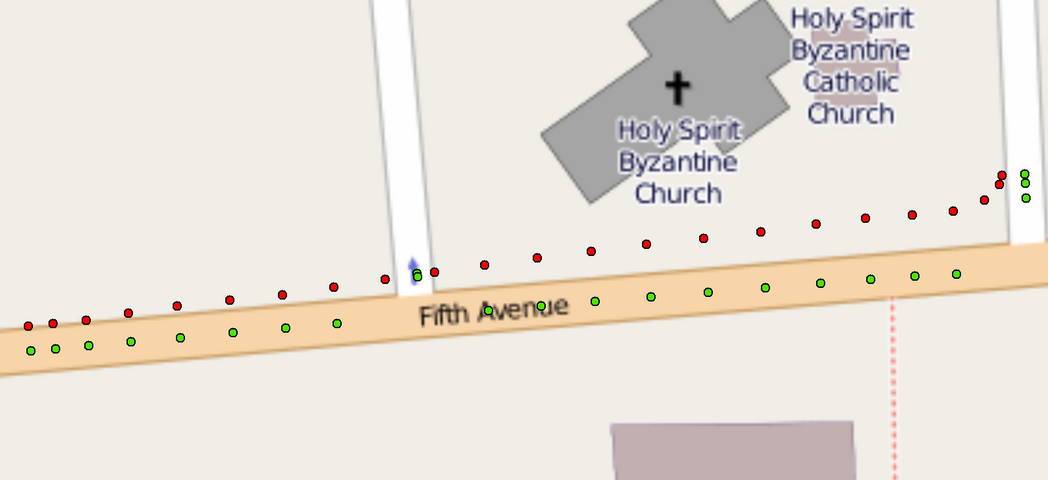 Holy Spirit
Byzantine
Catholic
Church
Holy Spirit
Byzantine
Church
Fifth Avenue